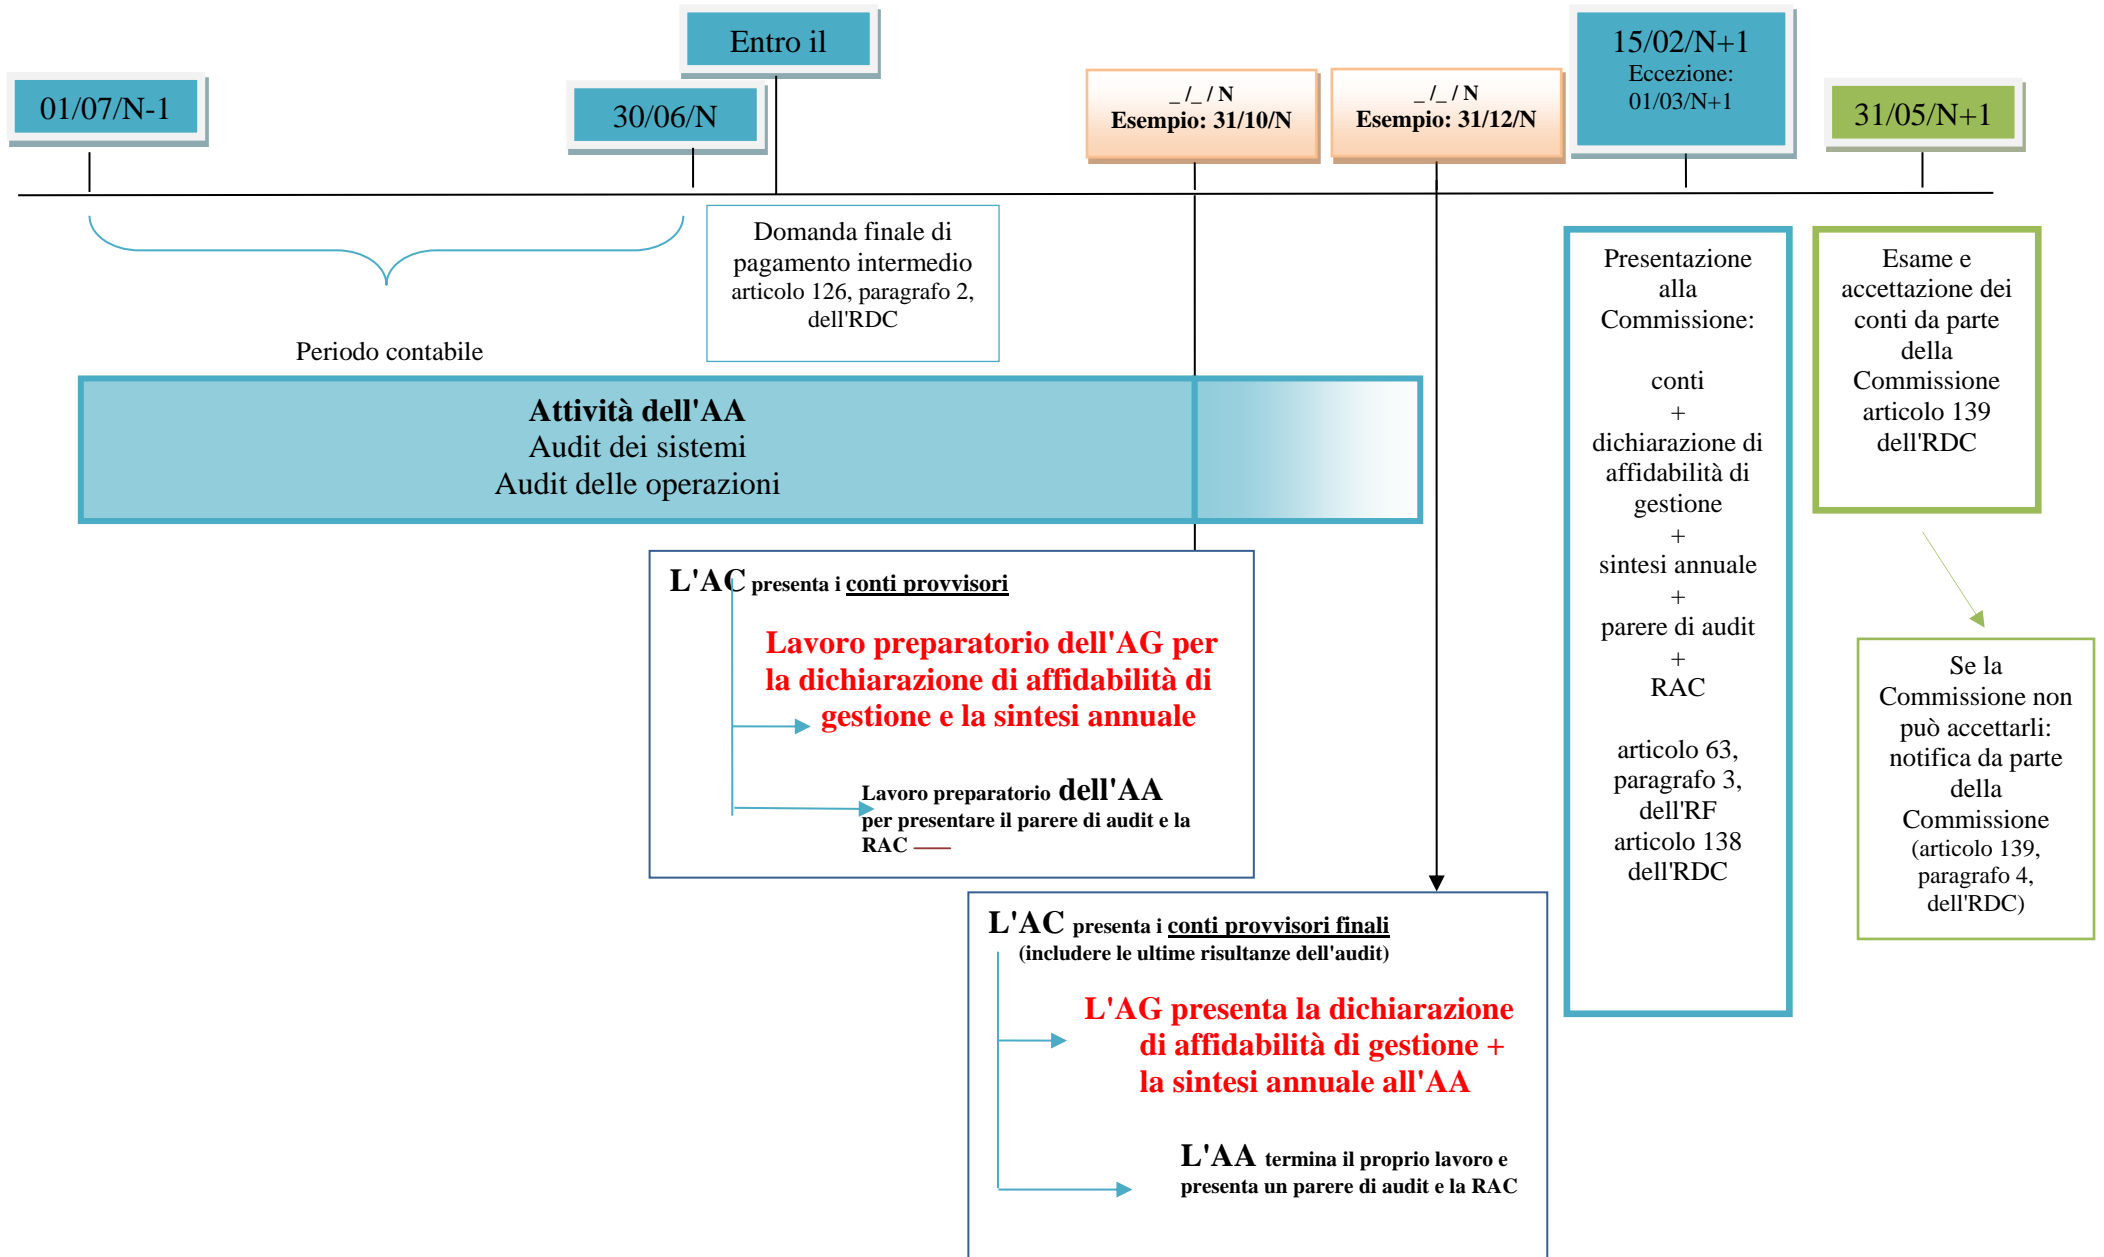 01/07/N-1
30/06/N
Entro il
_ /_ / N
Esempio: 31/10/N
_ /_ / N
Esempio: 31/12/N
15/02/N+1
Eccezione:
01/03/N+1
31/05/N+1
Domanda finale di
pagamento intermedio
articolo 126, paragrafo 2,
dell'RDC
Periodo contabile
Attività dell'AA
Audit dei sistemi
Audit delle operazioni
L'AC presenta i conti provvisori
Lavoro preparatorio dell'AG per
la dichiarazione di affidabilità di
gestione e la sintesi annuale
Lavoro preparatorio dell'AA
per presentare il parere di audit e la
RAC
L'AC presenta i conti provvisori finali
(includere le ultime risultanze dell'audit)
L'AG presenta la dichiarazione
di affidabilità di gestione +
la sintesi annuale all'AA
L'AA termina il proprio lavoro e
presenta un parere di audit e la RAC
Presentazione
alla
Commissione:
conti
+
dichiarazione di
affidabilità di
gestione
+
sintesi annuale
+
parere di audit
+
RAC
articolo 63,
paragrafo 3,
dell'RF
articolo 138
dell'RDC
Esame e
accettazione dei
conti da parte
della
Commissione
articolo 139
dell'RDC
Se la
Commissione non
può accettarli:
notifica da parte
della
Commissione
(articolo 139,
paragrafo 4,
dell'RDC)